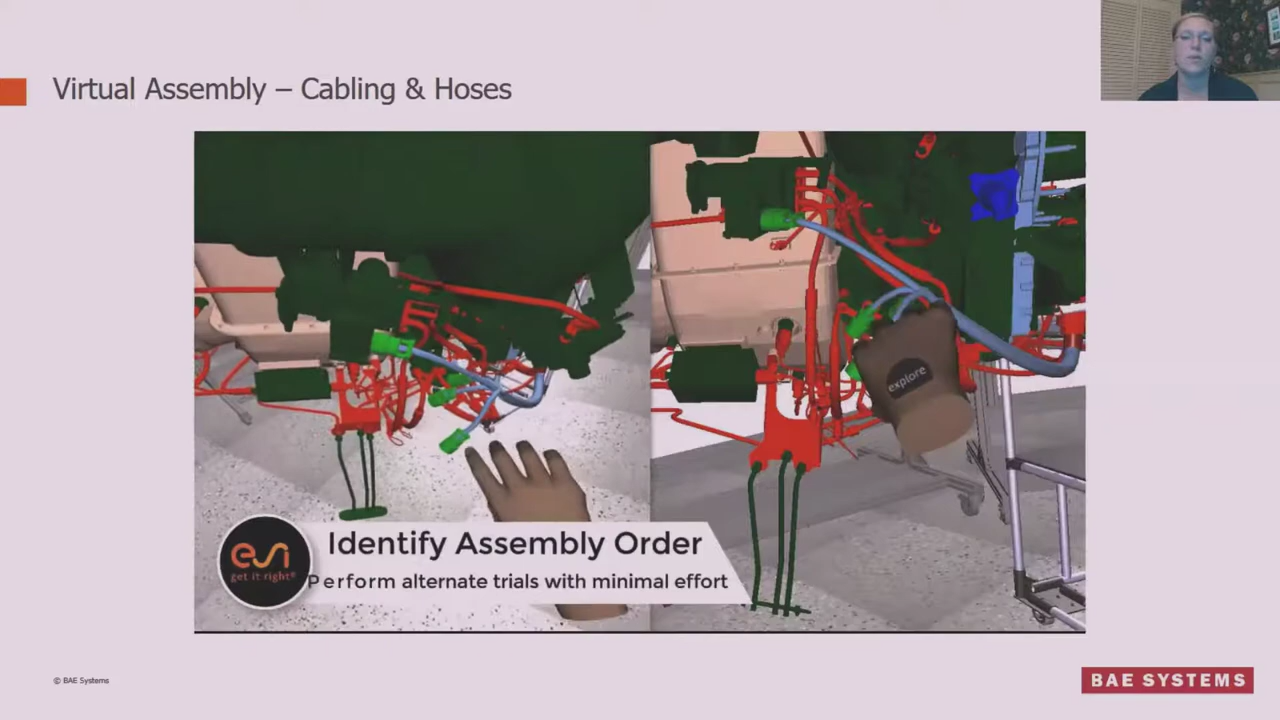 Virtual Assembly – Cabling & Hoses
explore
esi
get it right®
Identify Assembly Order
Perform alternate trials with minimal effort
© BAE Systems
BAE SYSTEMS